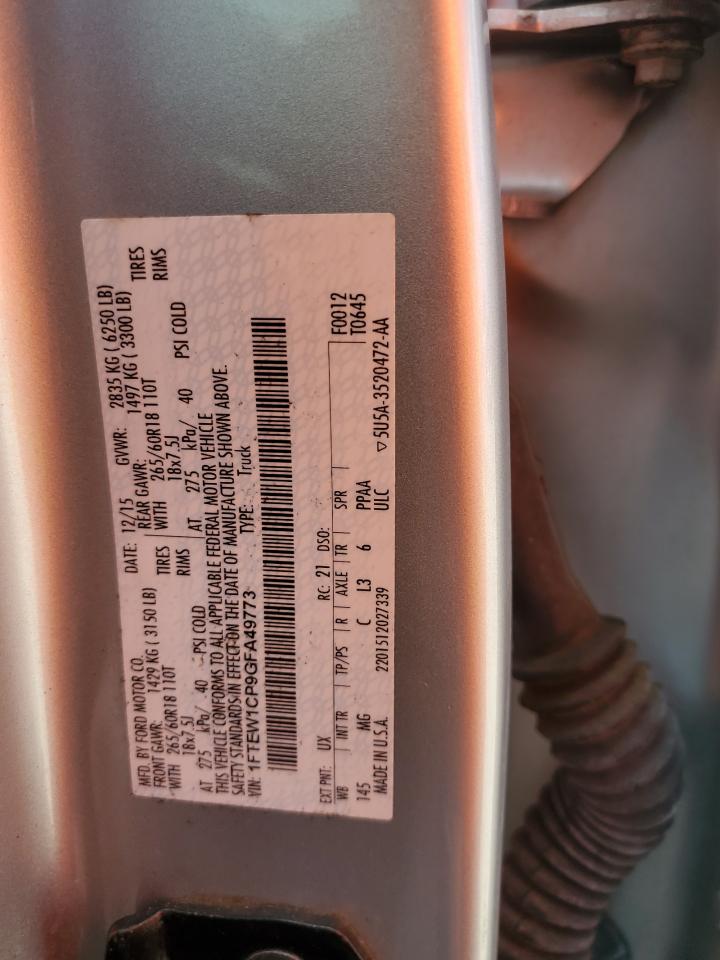 MFD. BY FORD MOTOR CO. DATE: 12/15 GVWR: 2835 KG ( 6250 LB)
FRONT GAWR: 1429 KG ( 3150 LB) REAR GAWR: 1497 KG ( 3300 LB)
WITH 265/60R18 110T TIRES WITH 265/60R18 110T TIRES
18x7.5J RIMS 18x7.5J RIMS
AT 275 kPa/ 40 PSI COLD AT 275 kPa/ 40 PSI COLD
THIS VEHICLE CONFORMS TO ALL APPLICABLE FEDERAL MOTOR VEHICLE
SAFETY STANDARDS IN EFFECT ON THE DATE OF MANUFACTURE SHOWN ABOVE.
VIN: 1FTEW1CP9GFA49773 TYPE: Truck
EXT PNT: UX RC: 21 DSO: F0012
WB INT TR TP/PS R AXLE TR SPR T0645
145 MG C L3 6 PPAA
MADE IN U.S.A. 2201512027339 ULC ▽5U5A-3520472-AA